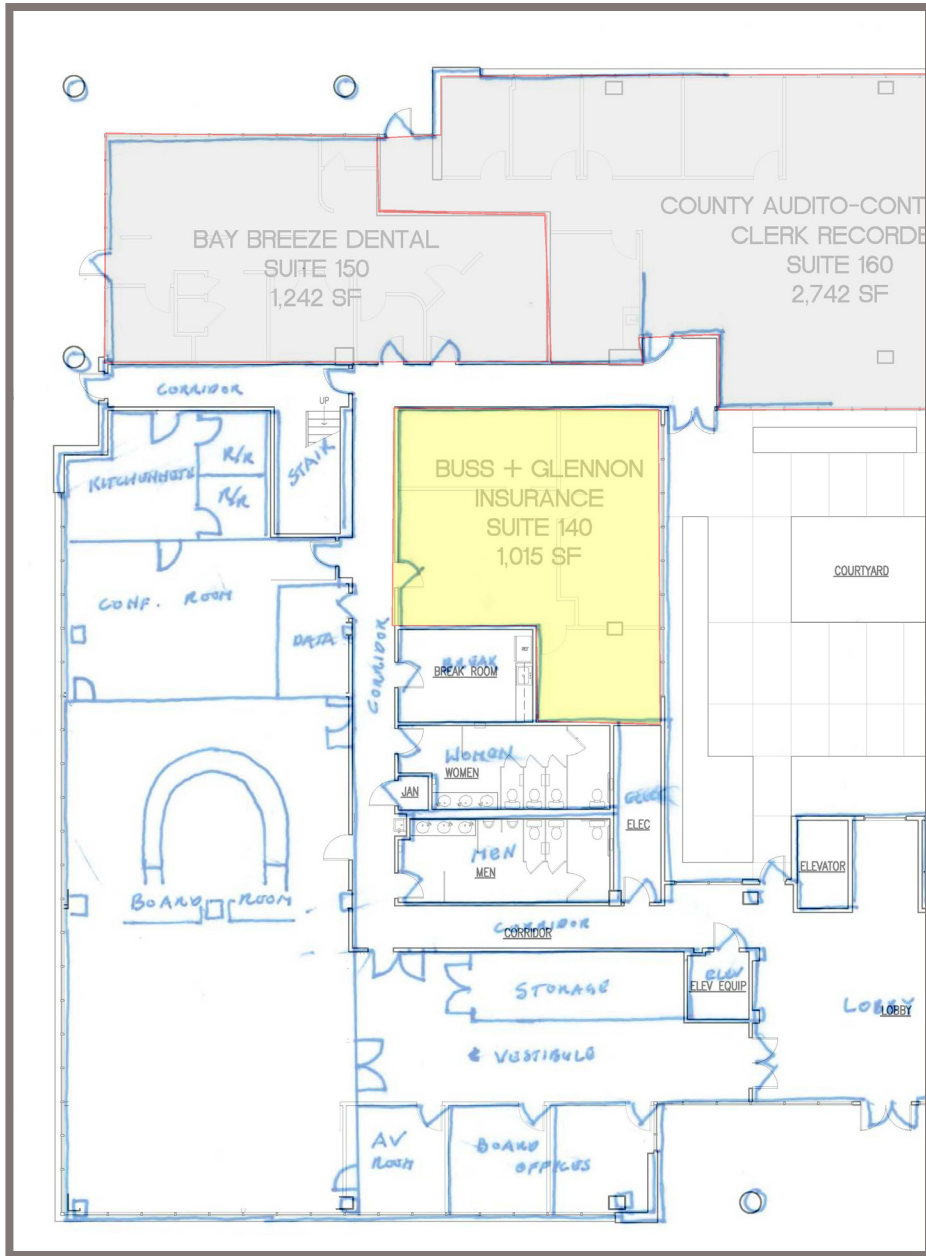 BAY BREEZE DENTAL
SUITE 150
1,242 SF
COUNTY AUDITO-CONT
CLERK RECORDE
SUITE 160
2,742 SF
CORRIDOR
UP
STAIR
R/R
R/R
BUSS + GLENNON
INSURANCE
SUITE 140
1,015 SF
COURTYARD
CONF. ROOM
DATA
CORRIDOR
BREAK
BREAK ROOM
REF
WOMEN
WOMEN
JAN
ELEC
MEN
MEN
ELEVATOR
BOARD ROOM
CORRIDOR
CORRIDOR
STORAGE
ELEV
ELEV EQUIP
LOBBY
LOBBY
VESTIBULE
AV
ROOM
BOARD
OFFICES